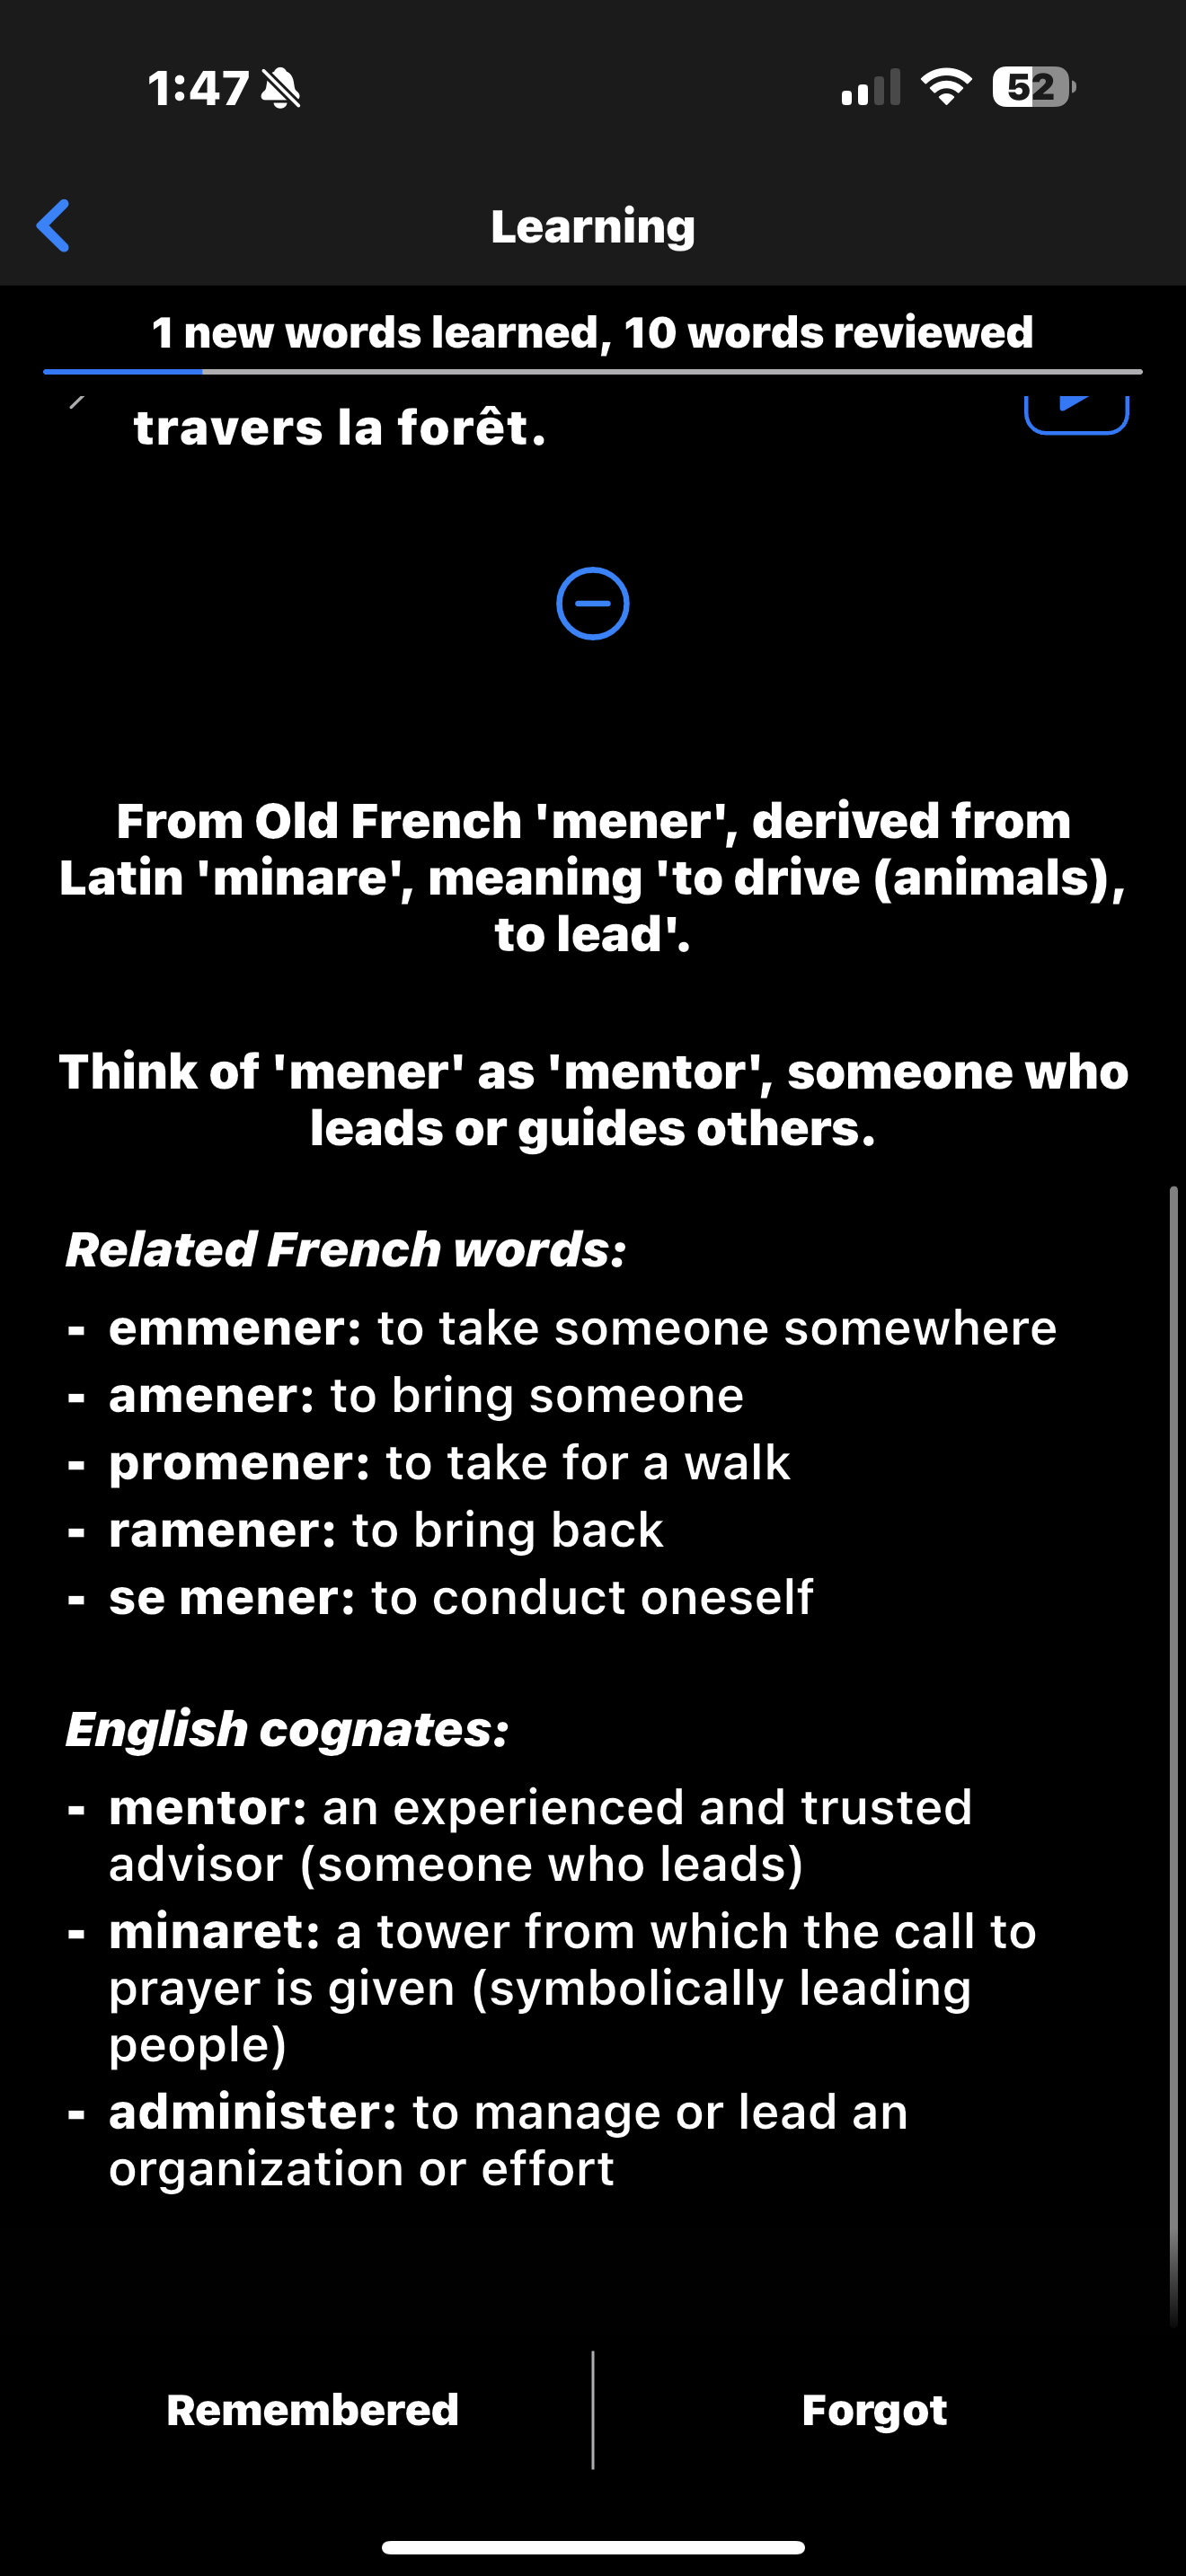 1:47
52
Learning
1 new words learned, 10 words reviewed
travers la forêt.
From Old French 'mener', derived from
Latin 'minare', meaning 'to drive (animals),
to lead'.
Think of 'mener' as 'mentor', someone who
leads or guides others.
Related French words:
- emmener: to take someone somewhere
- amener: to bring someone
- promener: to take for a walk
- ramener: to bring back
- se mener: to conduct oneself
English cognates:
- mentor: an experienced and trusted
advisor (someone who leads)
- minaret: a tower from which the call to
prayer is given (symbolically leading
people)
- administer: to manage or lead an
organization or effort
Remembered
Forgot